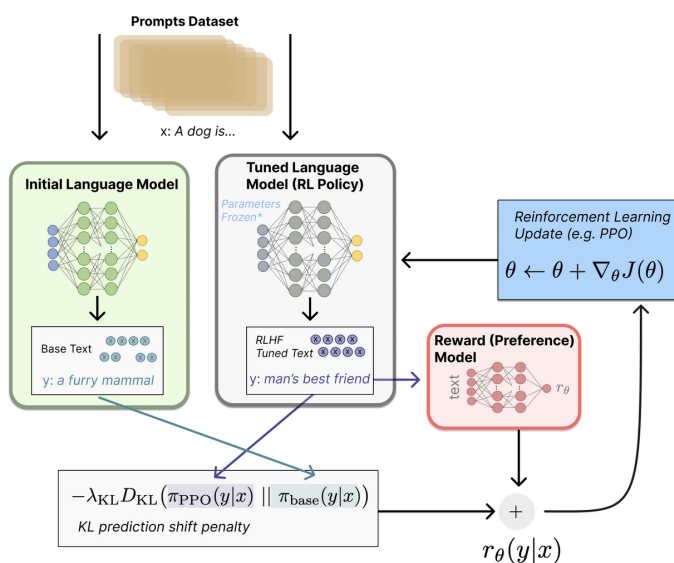 Prompts Dataset
x: A dog is...
Initial Language Model
Base Text
x x x x
x x x x
y: a furry mammal
Tuned Language
Model (RL Policy)
Parameters
Frozen*
RLHF
Tuned Text
x x x x
x x x x
y: man's best friend
Reinforcement Learning
Update (e.g. PPO)
θ ← θ + ∇θJ(θ)
Reward (Preference)
Model
text
rθ
−λKL DKL(πPPO(y|x) || πbase(y|x))
KL prediction shift penalty
+
rθ(y|x)